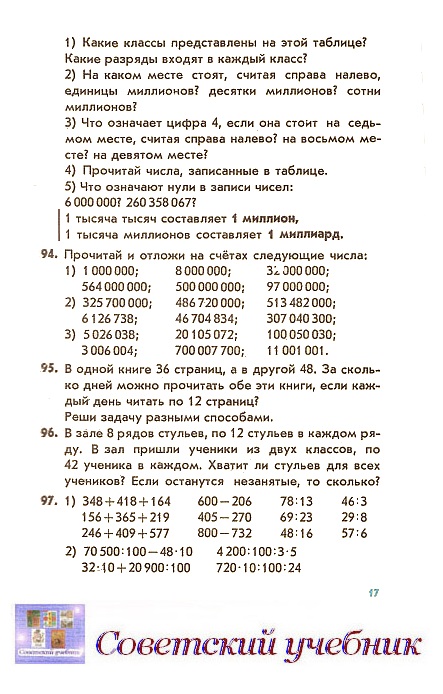 1) Какие классы представлены на этой таблице?
Какие разряды входят в каждый класс?
2) На каком месте стоят, считая справа налево,
единицы миллионов? десятки миллионов? сотни
миллионов?
3) Что означает цифра 4, если она стоит на седь-
мом месте, считая справа налево? на восьмом ме-
сте? на девятом месте?
4) Прочитай числа, записанные в таблице.
5) Что означают нули в записи чисел:
6 000 000? 260 358 067?
1 тысяча тысяч составляет 1 миллион,
1 тысяча миллионов составляет 1 миллиард.
94. Прочитай и отложи на счётах следующие числа:
1) 1 000 000; 8 000 000; 32 000 000;
564 000 000; 500 000 000; 97 000 000;
2) 325 700 000; 486 720 000; 513 482 000;
6 126 738; 46 704 834; 307 040 300;
3) 5 026 038; 20 105 072; 100 050 030;
3 006 004; 700 007 700; 11 001 001.
95. В одной книге 36 страниц, а в другой 48. За сколь-
ко дней можно прочитать обе эти книги, если каж-
дый день читать по 12 страниц?
Реши задачу разными способами.
96. В зале 8 рядов стульев, по 12 стульев в каждом ря-
ду. В зал пришли ученики из двух классов, по
42 ученика в каждом. Хватит ли стульев для всех
учеников? Если останутся незанятые, то сколько?
97. 1) 348+418+164 600−206 78:13 46:3
156+365+219 405−270 69:23 29:8
246+409+577 800−732 48:16 57:6
2) 70 500:100−48·10 4 200:100:3·5
32·10+20 900:100 720·10:100:24
17
Советский учебник
Советский учебник